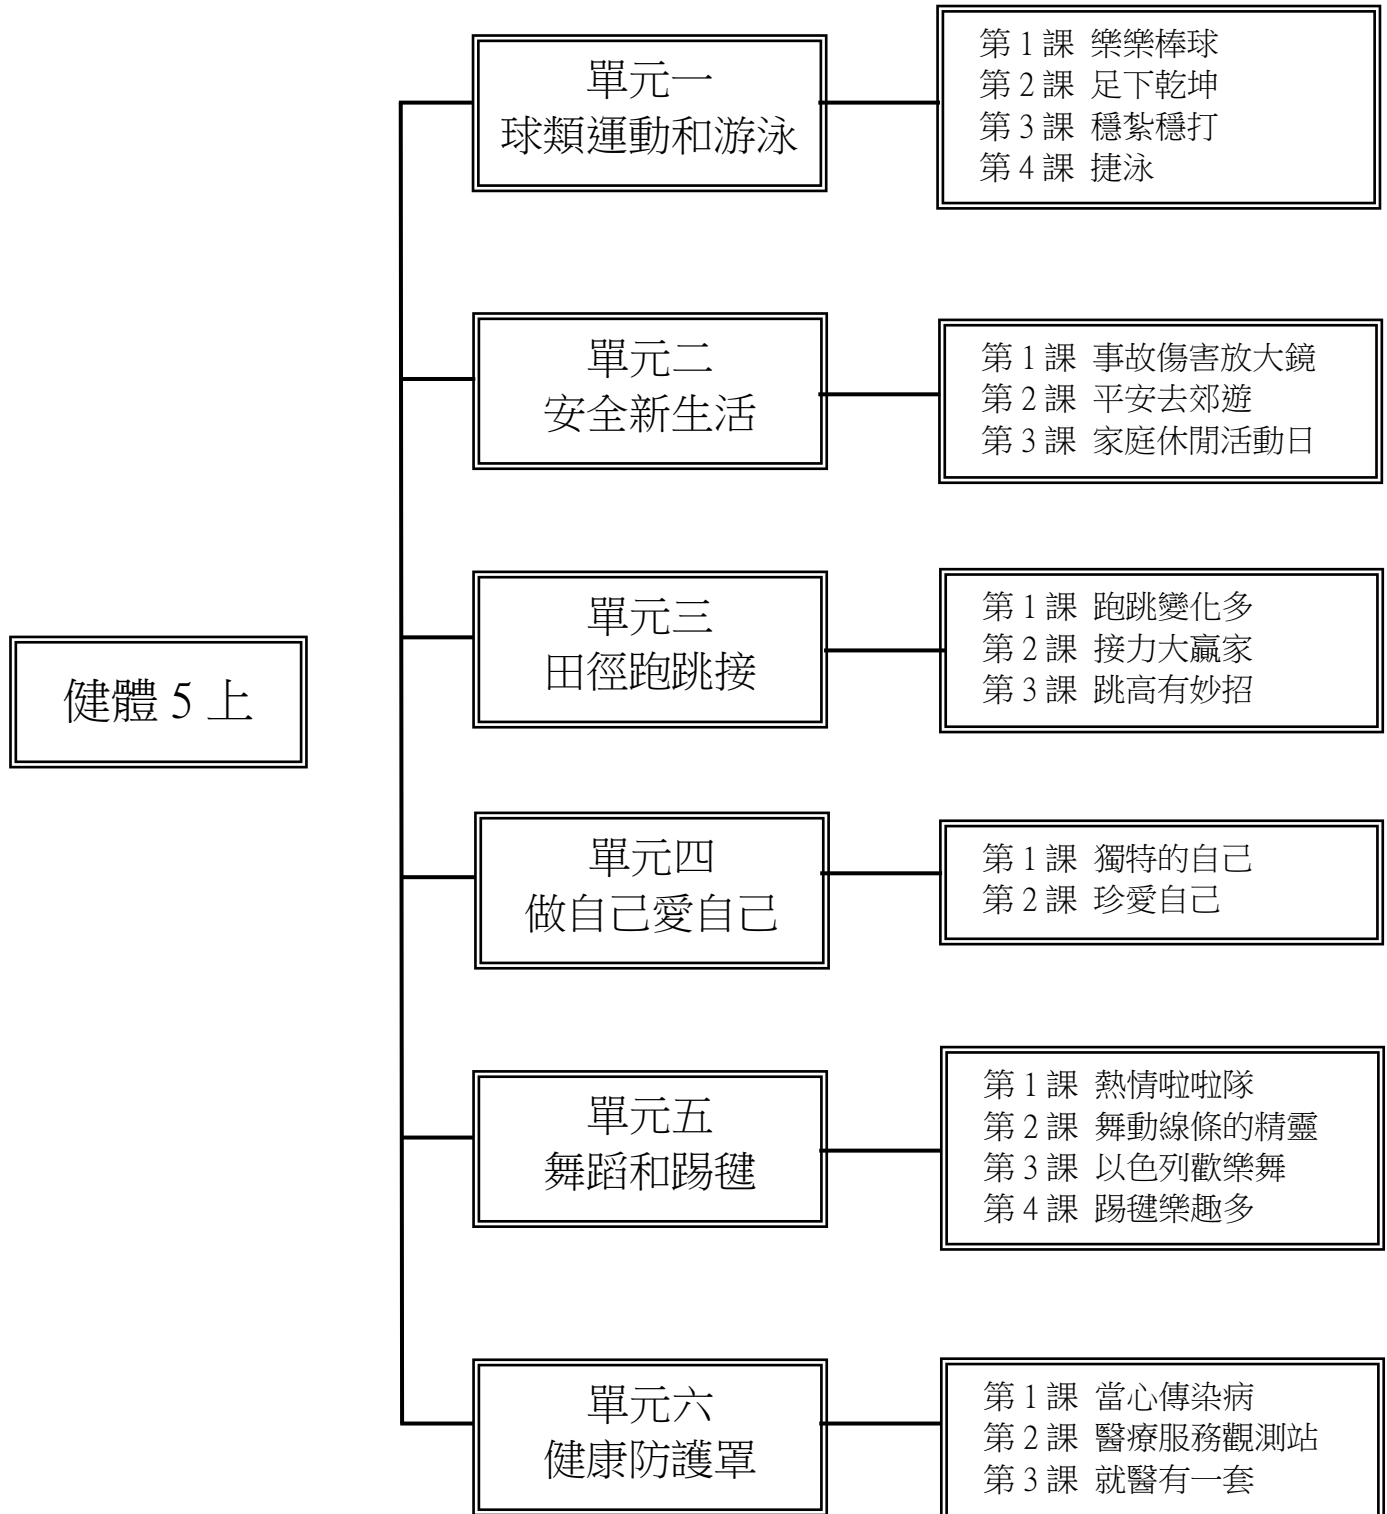 健體 5 上
單元一
球類運動和游泳
第 1 課 樂樂棒球
第 2 課 足下乾坤
第 3 課 穩紮穩打
第 4 課 捷泳
單元二
安全新生活
第 1 課 事故傷害放大鏡
第 2 課 平安去郊遊
第 3 課 家庭休閒活動日
單元三
田徑跑跳接
第 1 課 跑跳變化多
第 2 課 接力大贏家
第 3 課 跳高有妙招
單元四
做自己愛自己
第 1 課 獨特的自己
第 2 課 珍愛自己
單元五
舞蹈和踢毽
第 1 課 熱情啦啦隊
第 2 課 舞動線條的精靈
第 3 課 以色列歡樂舞
第 4 課 踢毽樂趣多
單元六
健康防護罩
第 1 課 當心傳染病
第 2 課 醫療服務觀測站
第 3 課 就醫有一套